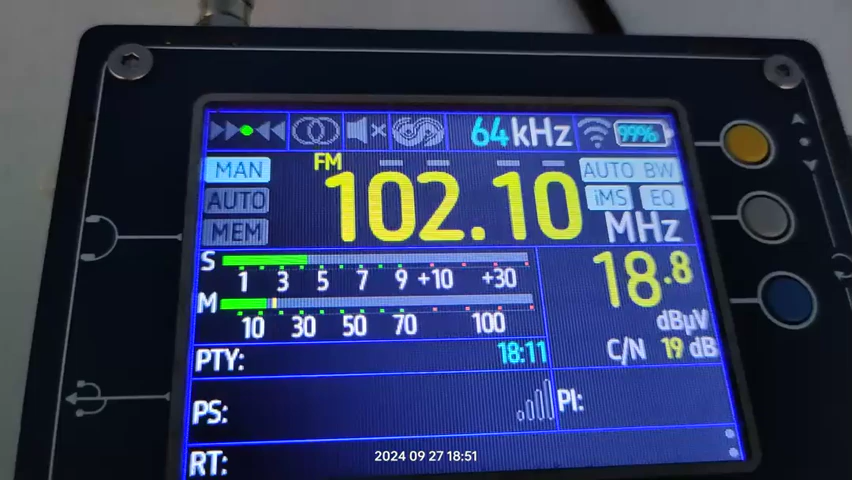 64kHz 99%
MAN FM AUTO BW
AUTO 102.10 iMS EQ
MEM MHz
S 1 3 5 7 9 +10 +30 18.8
M 10 30 50 70 100 dBµV
PTY: 18:11 C/N 19 dB
PS: PI:
RT:
2024 09 27 18:51